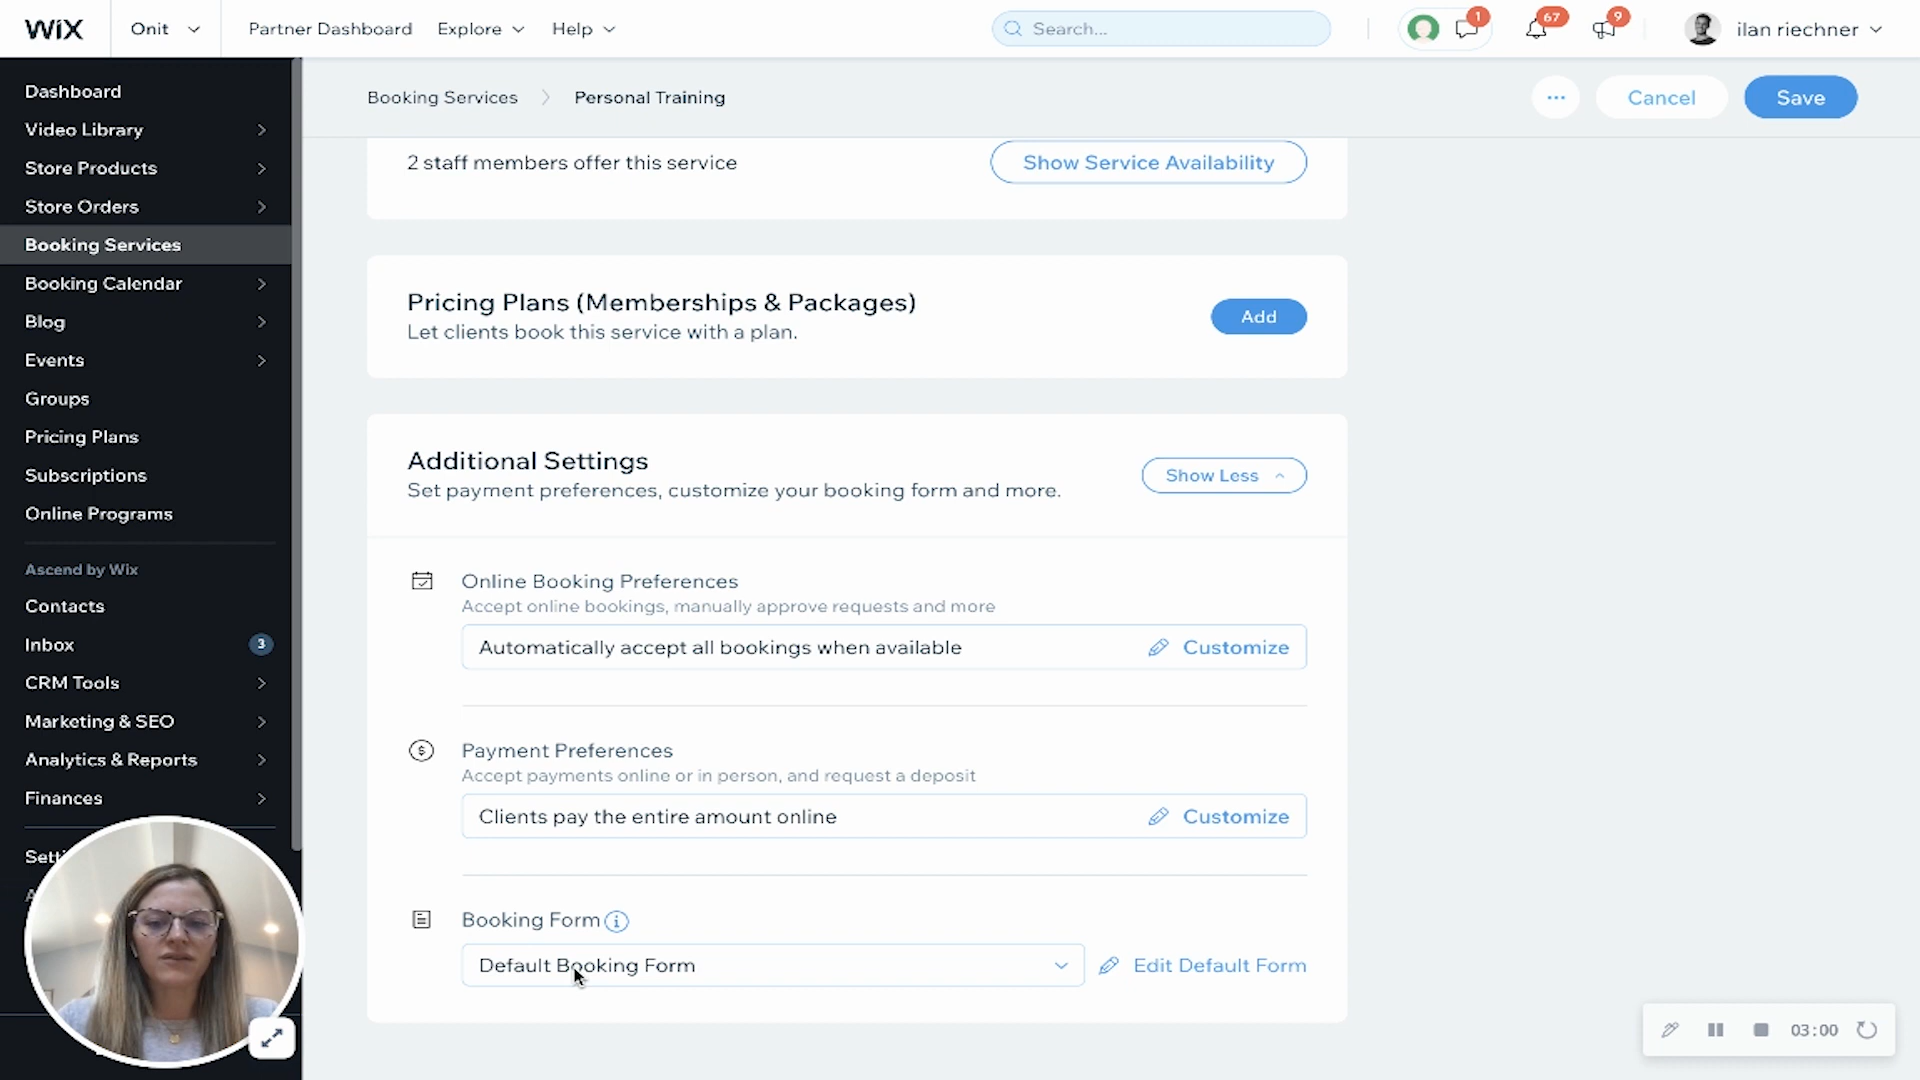 WIX
Onit
Partner Dashboard
Explore
Help
Search...
1
67
9
ilan riechner
Dashboard
Video Library
Store Products
Store Orders
Booking Services
Booking Calendar
Blog
Events
Groups
Pricing Plans
Subscriptions
Online Programs
Ascend by Wix
Contacts
Inbox
3
CRM Tools
Marketing & SEO
Analytics & Reports
Finances
Booking Services
Personal Training
Cancel
Save
2 staff members offer this service
Show Service Availability
Pricing Plans (Memberships & Packages)
Let clients book this service with a plan.
Add
Additional Settings
Set payment preferences, customize your booking form and more.
Show Less
Online Booking Preferences
Accept online bookings, manually approve requests and more
Automatically accept all bookings when available
Customize
Payment Preferences
Accept payments online or in person, and request a deposit
Clients pay the entire amount online
Customize
Booking Form
Default Booking Form
Edit Default Form
03:00